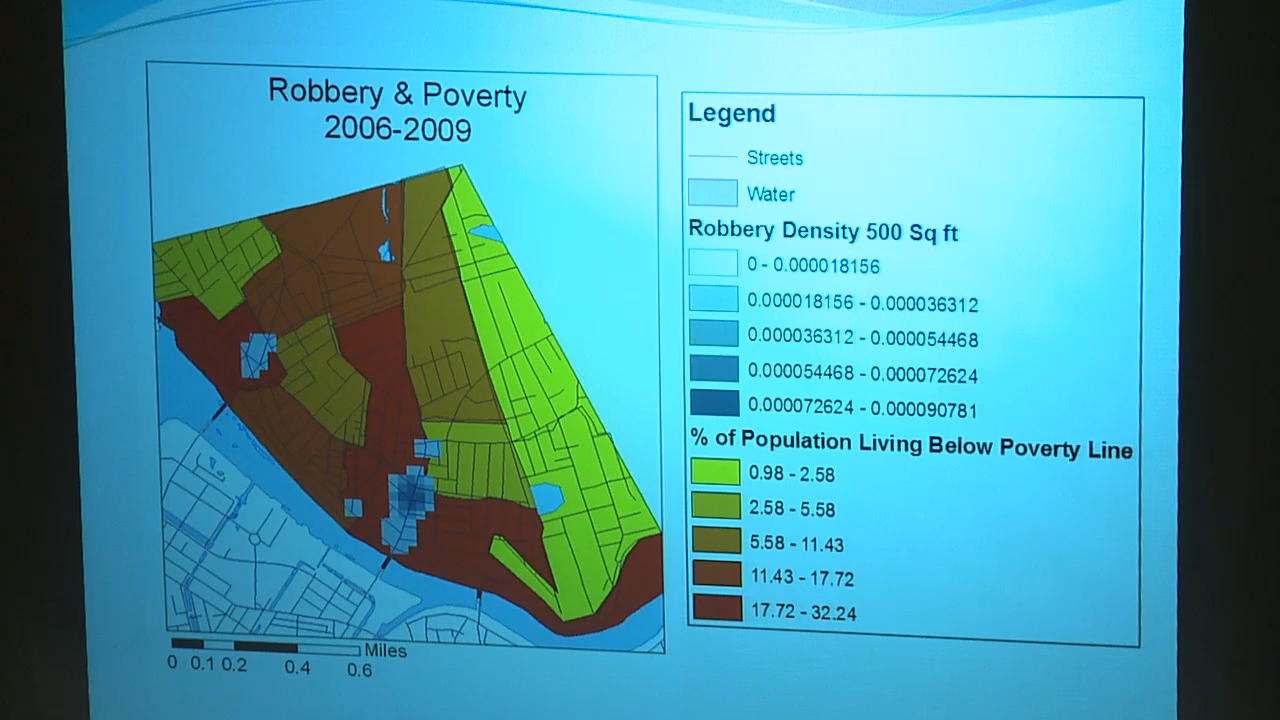 Robbery & Poverty
2006-2009
Legend
Streets
Water
Robbery Density 500 Sq ft
0 - 0.000018156
0.000018156 - 0.000036312
0.000036312 - 0.000054468
0.000054468 - 0.000072624
0.000072624 - 0.000090781
% of Population Living Below Poverty Line
0.98 - 2.58
2.58 - 5.58
5.58 - 11.43
11.43 - 17.72
17.72 - 32.24
Miles
0 0.1 0.2 0.4 0.6